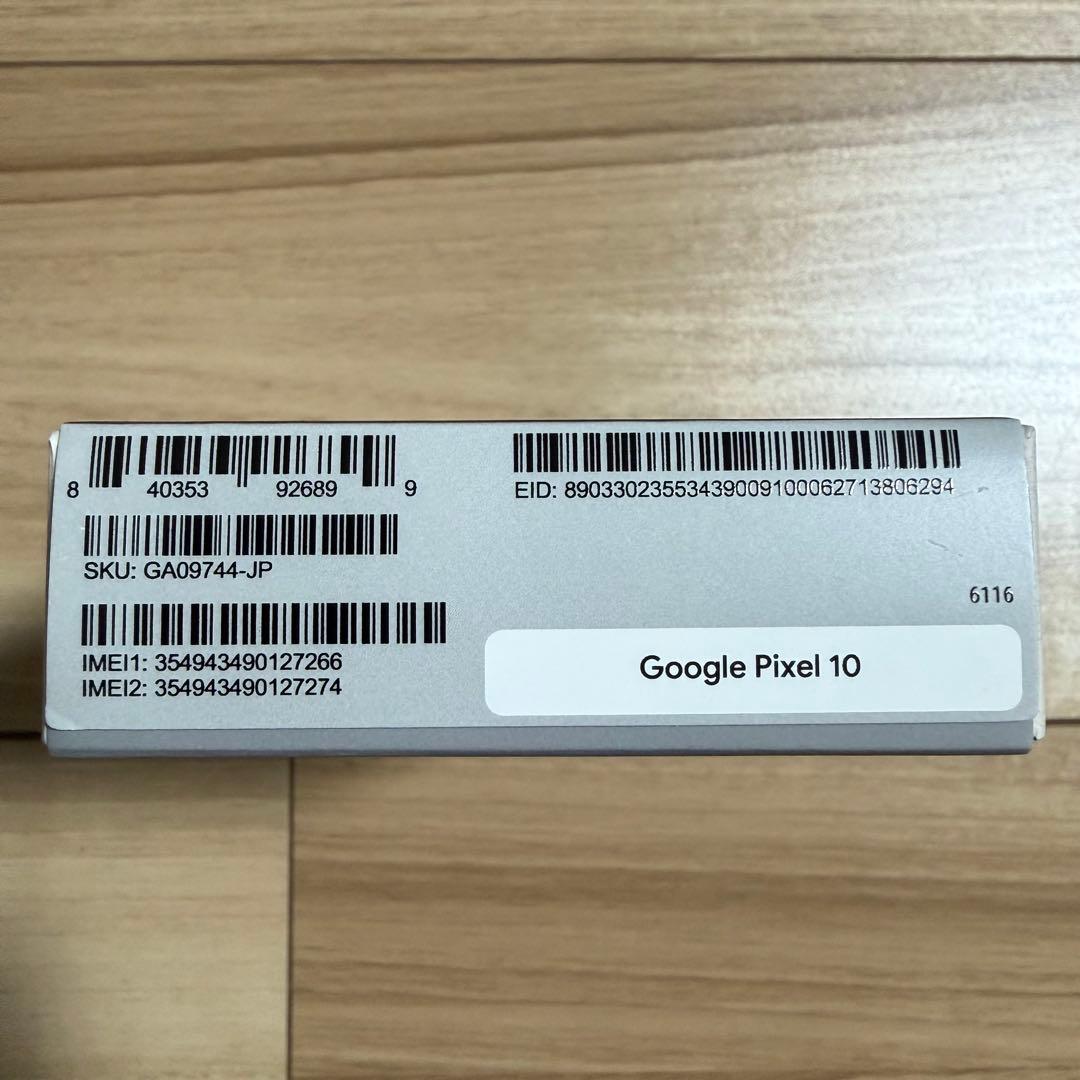 8 40353 92689 9
SKU: GA09744-JP
IMEI1: 354943490127266
IMEI2: 354943490127274
EID: 89033023553439009100062713806294
6116
Google Pixel 10